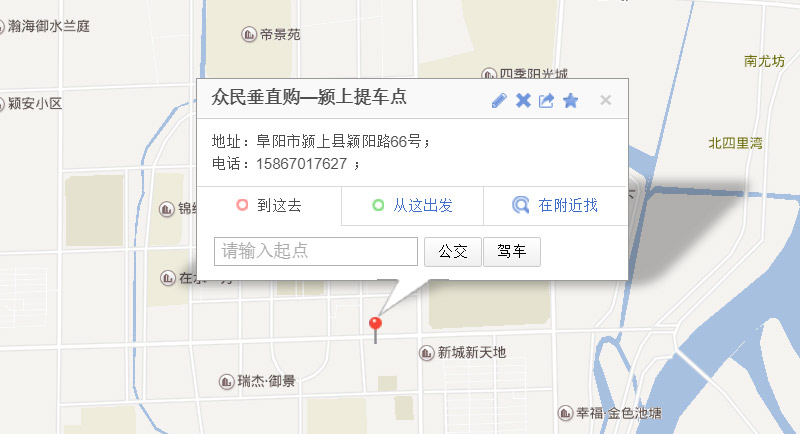 瀚海御水兰庭
帝景苑
四季阳光城
南尤坊
颍安小区
众民垂直购—颍上提车点
地址：阜阳市颍上县颍阳路66号；
电话：15867017627 ；
北四里湾
到这去
从这出发
在附近找
请输入起点
公交
驾车
新城新天地
瑞杰·御景
幸福·金色池塘